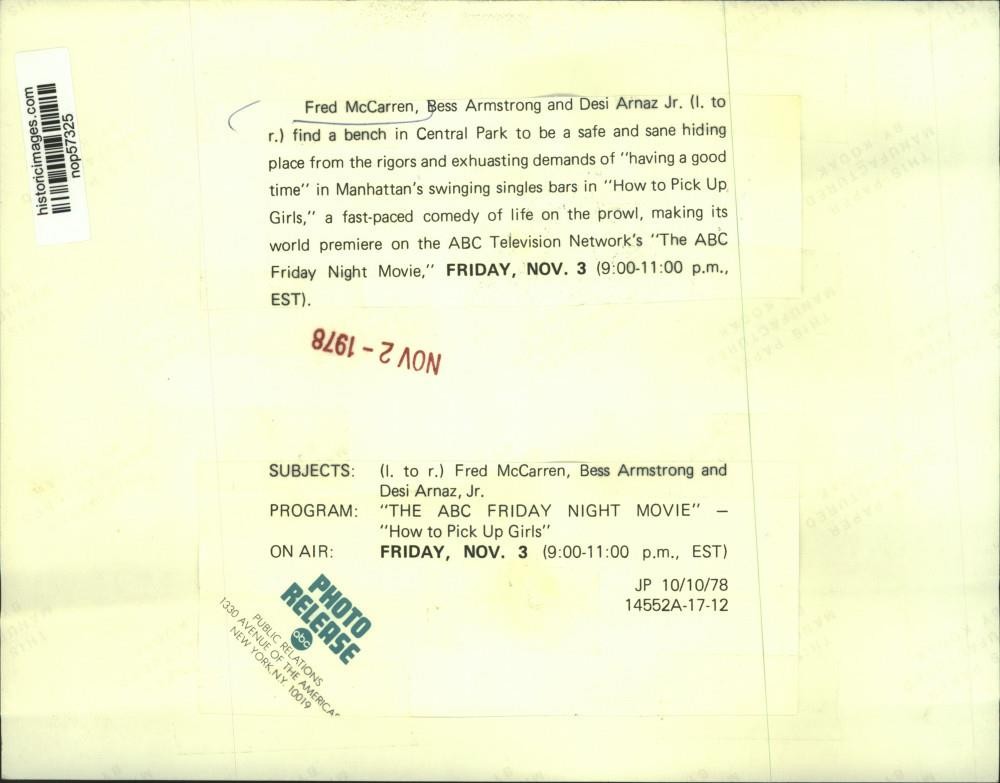 historicimages.com
nop57325
Fred McCarren, Bess Armstrong and Desi Arnaz Jr. (l. to
r.) find a bench in Central Park to be a safe and sane hiding
place from the rigors and exhuasting demands of "having a good
time" in Manhattan's swinging singles bars in "How to Pick Up
Girls," a fast-paced comedy of life on the prowl, making its
world premiere on the ABC Television Network's "The ABC
Friday Night Movie," FRIDAY, NOV. 3 (9:00-11:00 p.m.,
EST).
NOV 2 - 1978
SUBJECTS: (l. to r.) Fred McCarren, Bess Armstrong and
Desi Arnaz, Jr.
PROGRAM: "THE ABC FRIDAY NIGHT MOVIE" —
"How to Pick Up Girls"
ON AIR: FRIDAY, NOV. 3 (9:00-11:00 p.m., EST)
JP 10/10/78
14552A-17-12
PHOTO
RELEASE
abc
PUBLIC RELATIONS
1330 AVENUE OF THE AMERICAS
NEW YORK, N.Y. 10019
THIS PAPER
MANUFACTURED
BY KODAK